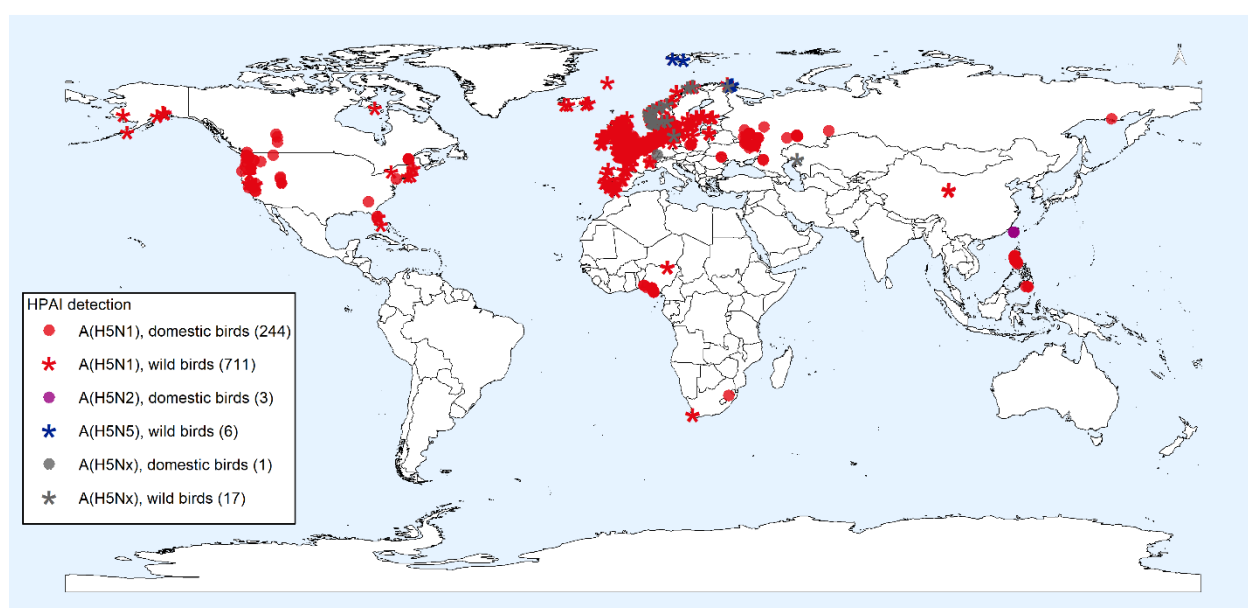 N
HPAI detection
A(H5N1), domestic birds (244)
A(H5N1), wild birds (711)
A(H5N2), domestic birds (3)
A(H5N5), wild birds (6)
A(H5Nx), domestic birds (1)
A(H5Nx), wild birds (17)